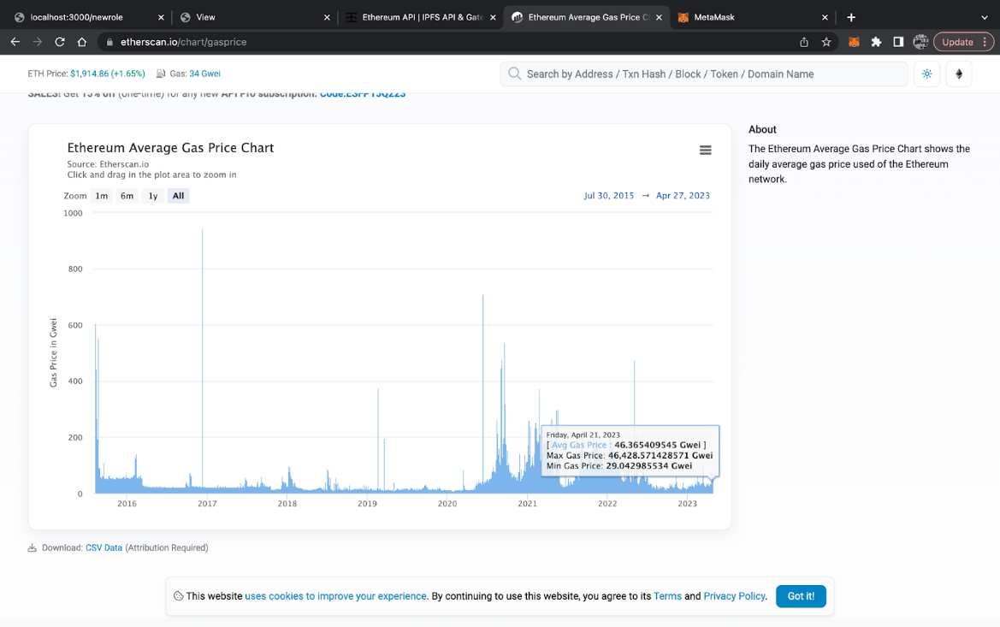 localhost:3000/newrole
View
Ethereum API | IPFS API & Gate
Ethereum Average Gas Price C
MetaMask
etherscan.io/chart/gasprice
Update
ETH Price: $1,914.86 (+1.65%) Gas: 34 Gwei
Search by Address / Txn Hash / Block / Token / Domain Name
SALES! Get 15% off (one-time) for any new API Pro subscription. Code:ESPP15Q223
Ethereum Average Gas Price Chart
Source: Etherscan.io
Click and drag in the plot area to zoom in
Zoom 1m 6m 1y All
Jul 30, 2015 → Apr 27, 2023
Gas Price in Gwei
1000
800
600
400
200
0
2016 2017 2018 2019 2020 2021 2022 2023
Friday, April 21, 2023
[ Avg Gas Price : 46.365409545 Gwei ]
Max Gas Price: 46,428.571428571 Gwei
Min Gas Price: 29.042985534 Gwei
About
The Ethereum Average Gas Price Chart shows the
daily average gas price used of the Ethereum
network.
Download: CSV Data (Attribution Required)
This website uses cookies to improve your experience. By continuing to use this website, you agree to its Terms and Privacy Policy.
Got it!